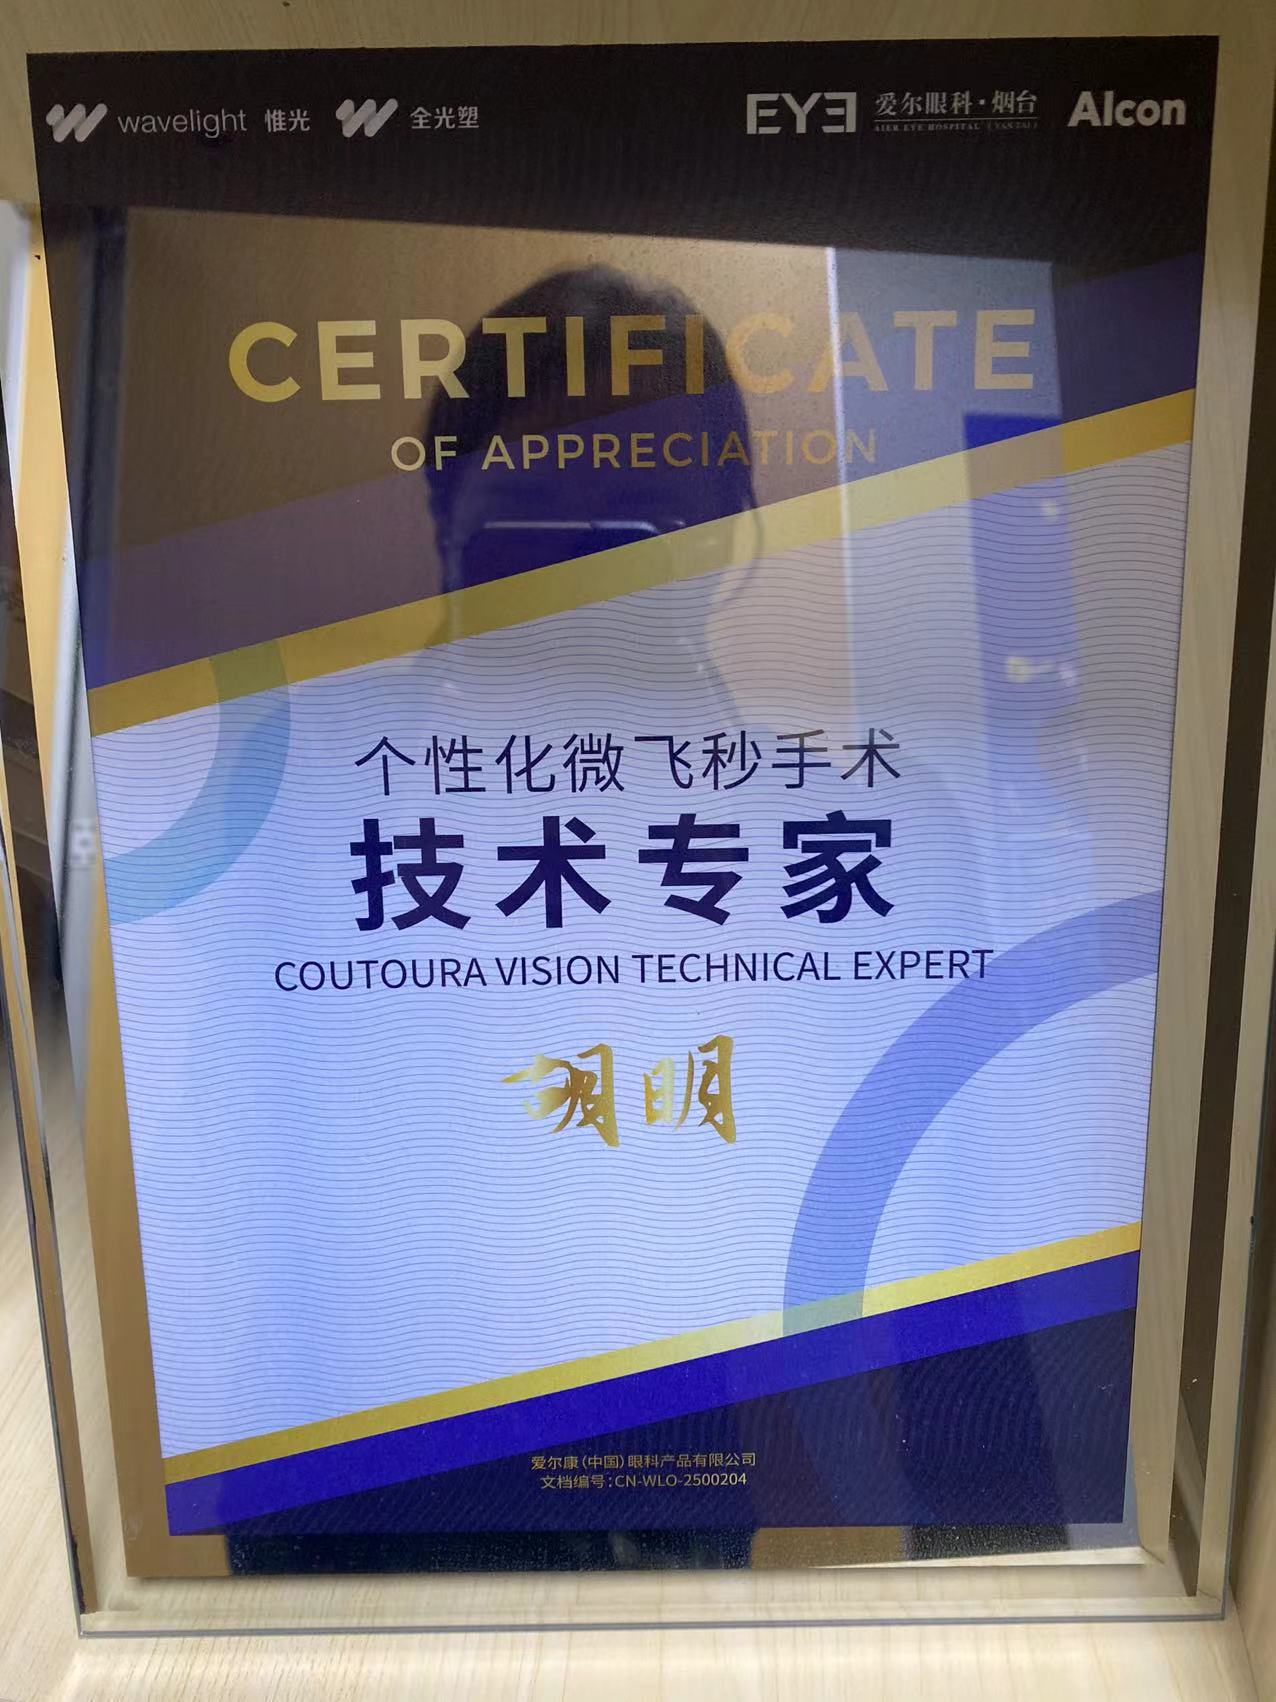 wavelight 惟光 全光塑 EYE 爱尔眼科·烟台 Alcon
AIER EYE HOSPITAL (YANTAI)
CERTIFICATE
OF APPRECIATION
个性化微飞秒手术
技术专家
COUTOURA VISION TECHNICAL EXPERT
胡明
爱尔康(中国)眼科产品有限公司
文档编号:CN-WLO-2500204